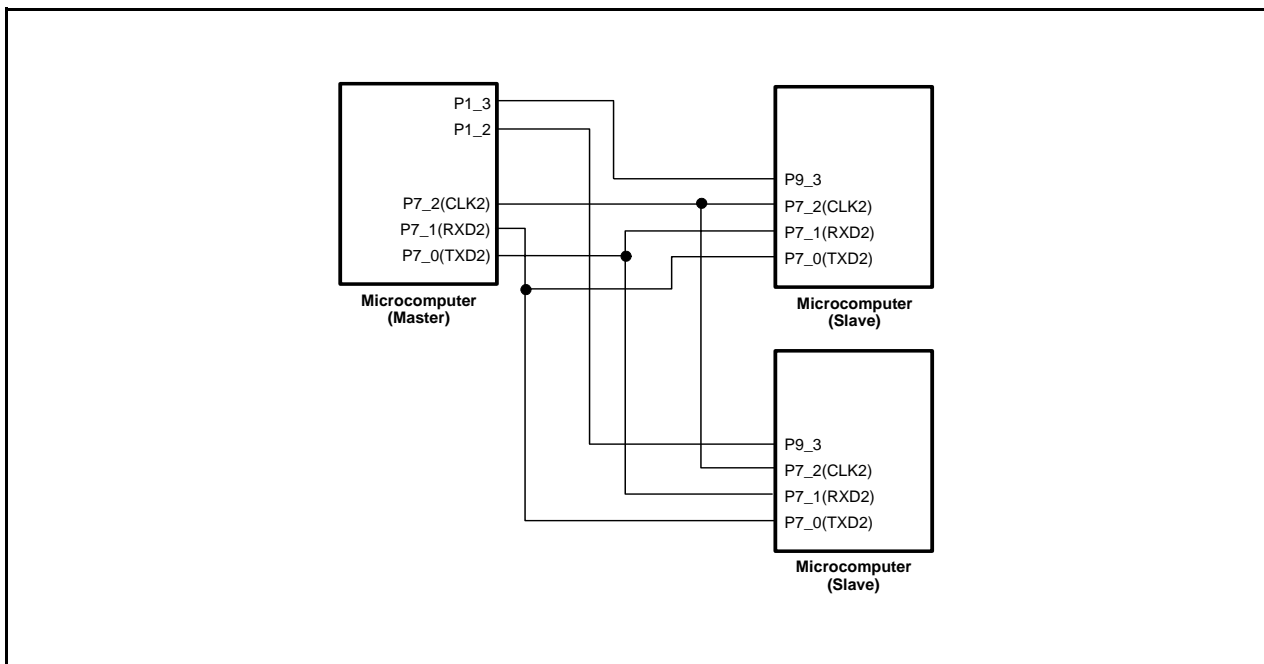 P1_3
P1_2
P7_2(CLK2)
P7_1(RXD2)
P7_0(TXD2)
Microcomputer
(Master)
P9_3
P7_2(CLK2)
P7_1(RXD2)
P7_0(TXD2)
Microcomputer
(Slave)
P9_3
P7_2(CLK2)
P7_1(RXD2)
P7_0(TXD2)
Microcomputer
(Slave)